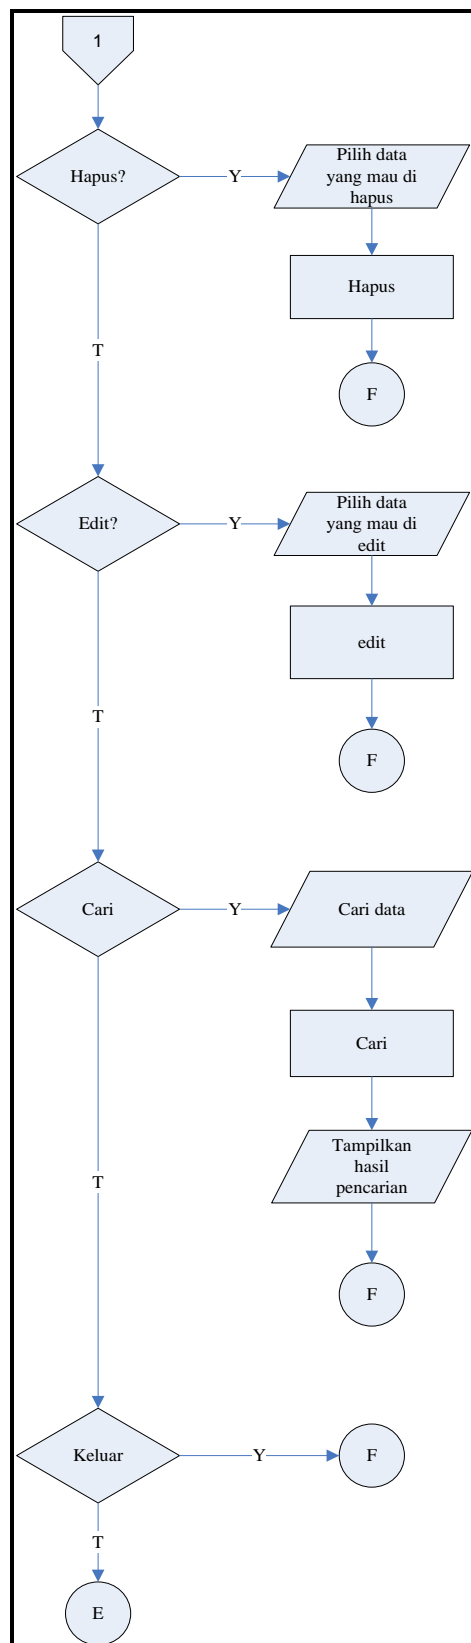 1
Hapus?
Y
Pilih data
yang mau di
hapus
Hapus
T
F
Edit?
Y
Pilih data
yang mau di
edit
edit
T
F
Cari
Y
Cari data
Cari
Tampilkan
hasil
pencarian
T
F
Keluar
Y
F
T
E